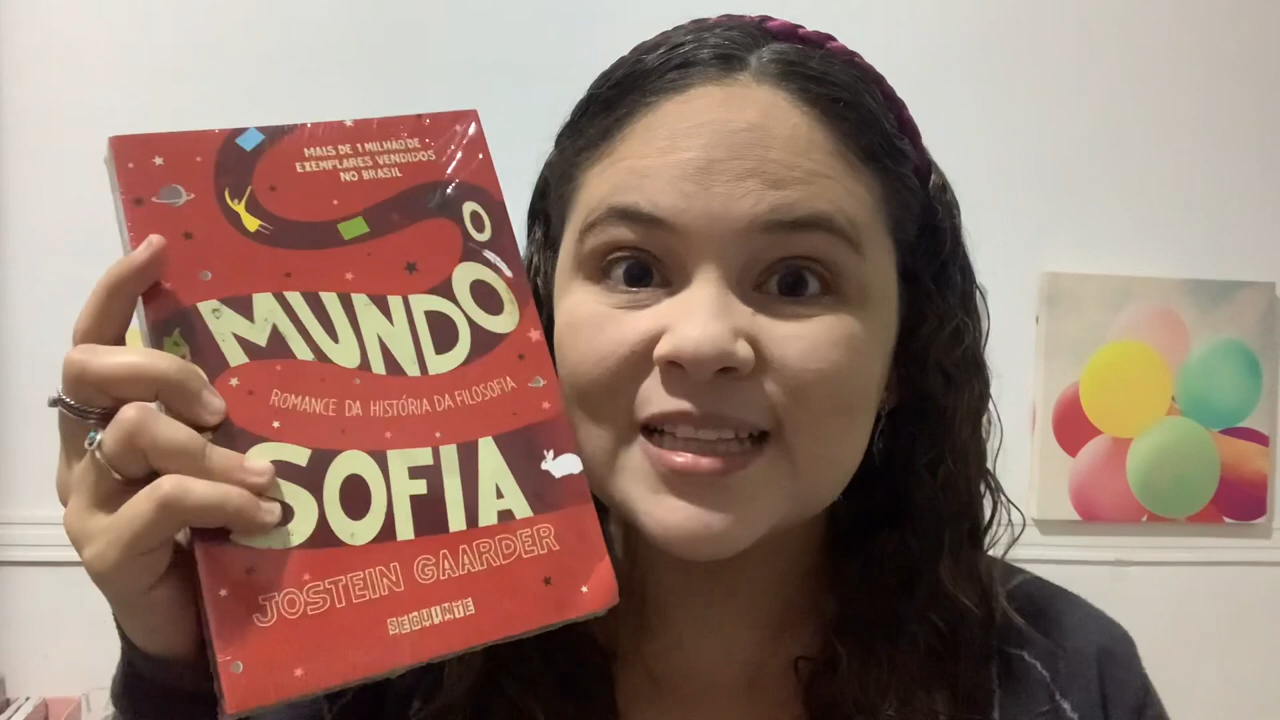 MAIS DE 1 MILHÃO DE
EXEMPLARES VENDIDOS
NO BRASIL
O
MUNDO
ROMANCE DA HISTÓRIA DA FILOSOFIA
SOFIA
JOSTEIN GAARDER
SEGUINTE